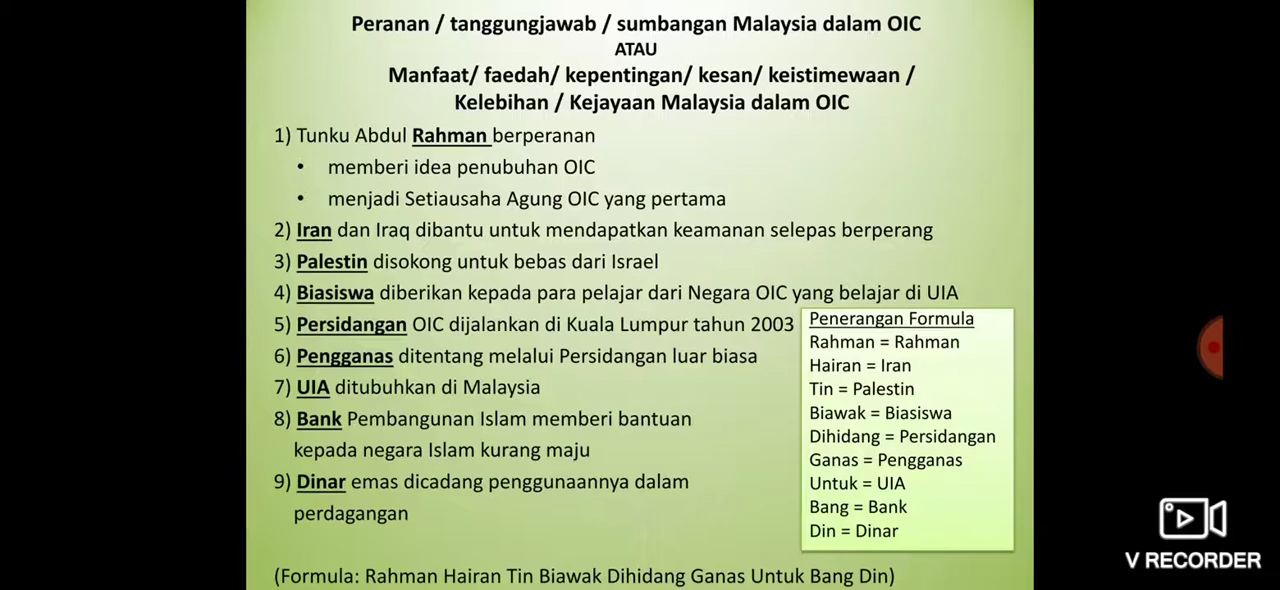 Peranan / tanggungjawab / sumbangan Malaysia dalam OIC
ATAU
Manfaat/ faedah/ kepentingan/ kesan/ keistimewaan /
Kelebihan / Kejayaan Malaysia dalam OIC
1) Tunku Abdul Rahman berperanan
• memberi idea penubuhan OIC
• menjadi Setiausaha Agung OIC yang pertama
2) Iran dan Iraq dibantu untuk mendapatkan keamanan selepas berperang
3) Palestin disokong untuk bebas dari Israel
4) Biasiswa diberikan kepada para pelajar dari Negara OIC yang belajar di UIA
5) Persidangan OIC dijalankan di Kuala Lumpur tahun 2003
6) Pengganas ditentang melalui Persidangan luar biasa
7) UIA ditubuhkan di Malaysia
8) Bank Pembangunan Islam memberi bantuan
kepada negara Islam kurang maju
9) Dinar emas dicadang penggunaannya dalam
perdagangan
Penerangan Formula
Rahman = Rahman
Hairan = Iran
Tin = Palestin
Biawak = Biasiswa
Dihidang = Persidangan
Ganas = Pengganas
Untuk = UIA
Bang = Bank
Din = Dinar
(Formula: Rahman Hairan Tin Biawak Dihidang Ganas Untuk Bang Din)
V RECORDER